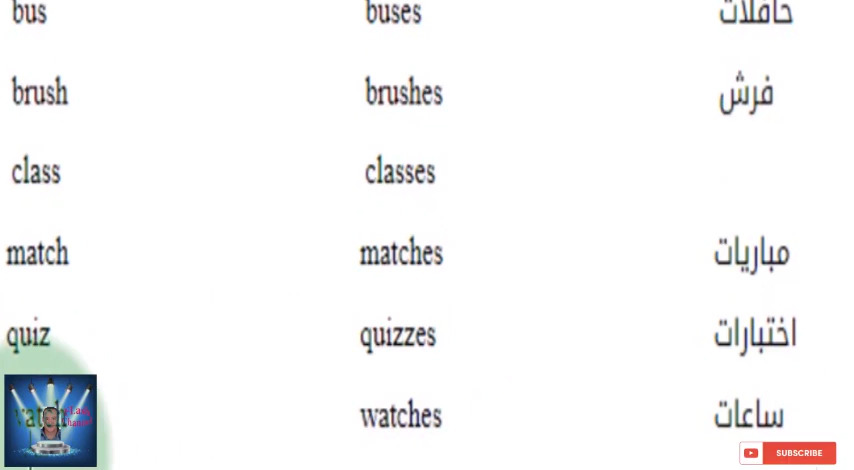 bus buses حافلات
brush brushes فرش
class classes
match matches مباريات
quiz quizzes اختبارات
watches ساعات
SUBSCRIBE